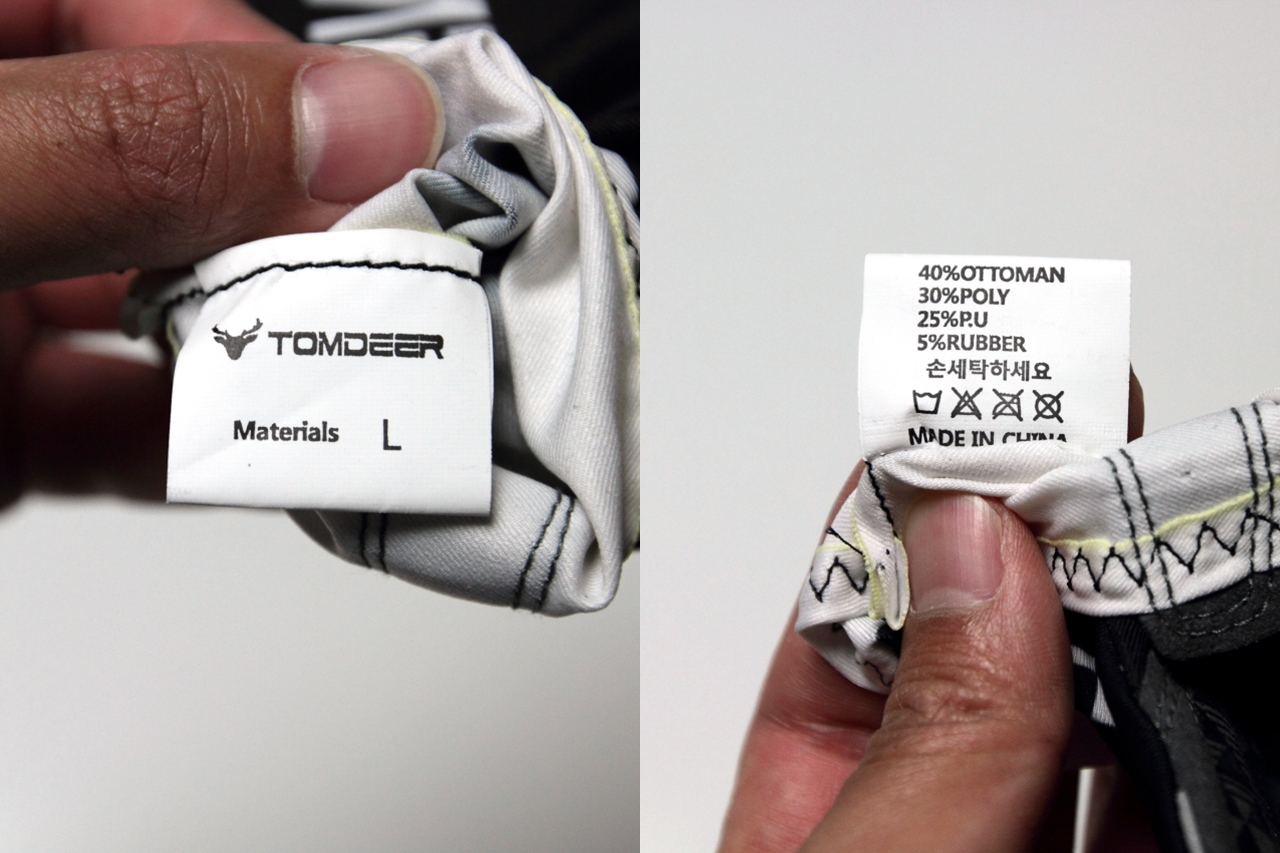 TOMDEER
Materials L
40%OTTOMAN
30%POLY
25%P.U
5%RUBBER
손세탁하세요
MADE IN CHINA